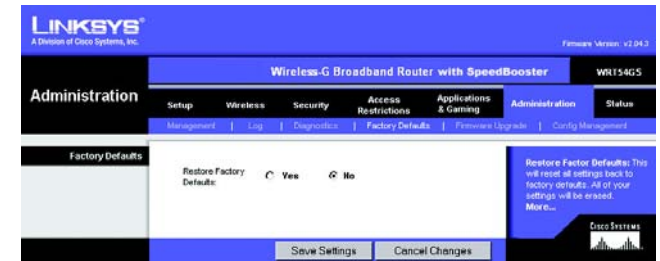 LINKSYS®
A Division of Cisco Systems, Inc.
Firmware Version: v2.04.3
Wireless-G Broadband Router with SpeedBooster
WRT54GS
Administration
Setup
Wireless
Security
Access Restrictions
Applications & Gaming
Administration
Status
Management | Log | Diagnostics | Factory Defaults | Firmware Upgrade | Config Management
Factory Defaults
Restore Factory Defaults:
Yes
No
Restore Factor Defaults: This
will reset all settings back to
factory defaults. All of your
settings will be erased.
More...
CISCO SYSTEMS
Save Settings
Cancel Changes